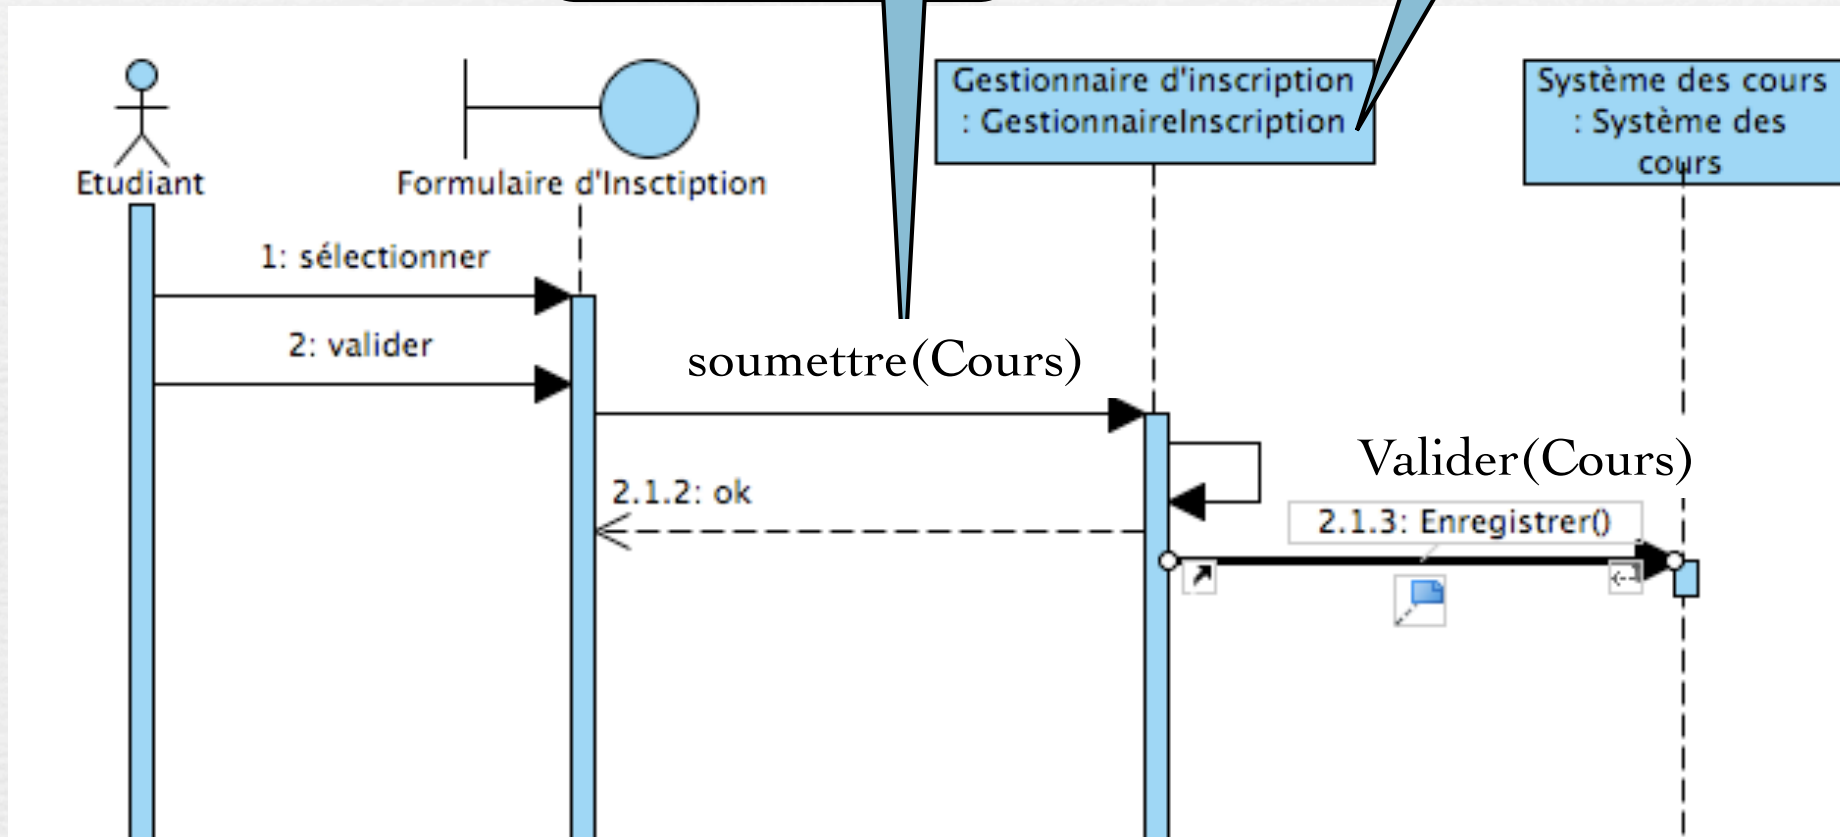 Gestionnaire d'inscription
: GestionnaireInscription
Système des cours
: Système des
cours
Etudiant
Formulaire d'Insctiption
1: sélectionner
2: valider
soumettre(Cours)
Valider(Cours)
2.1.2: ok
2.1.3: Enregistrer()